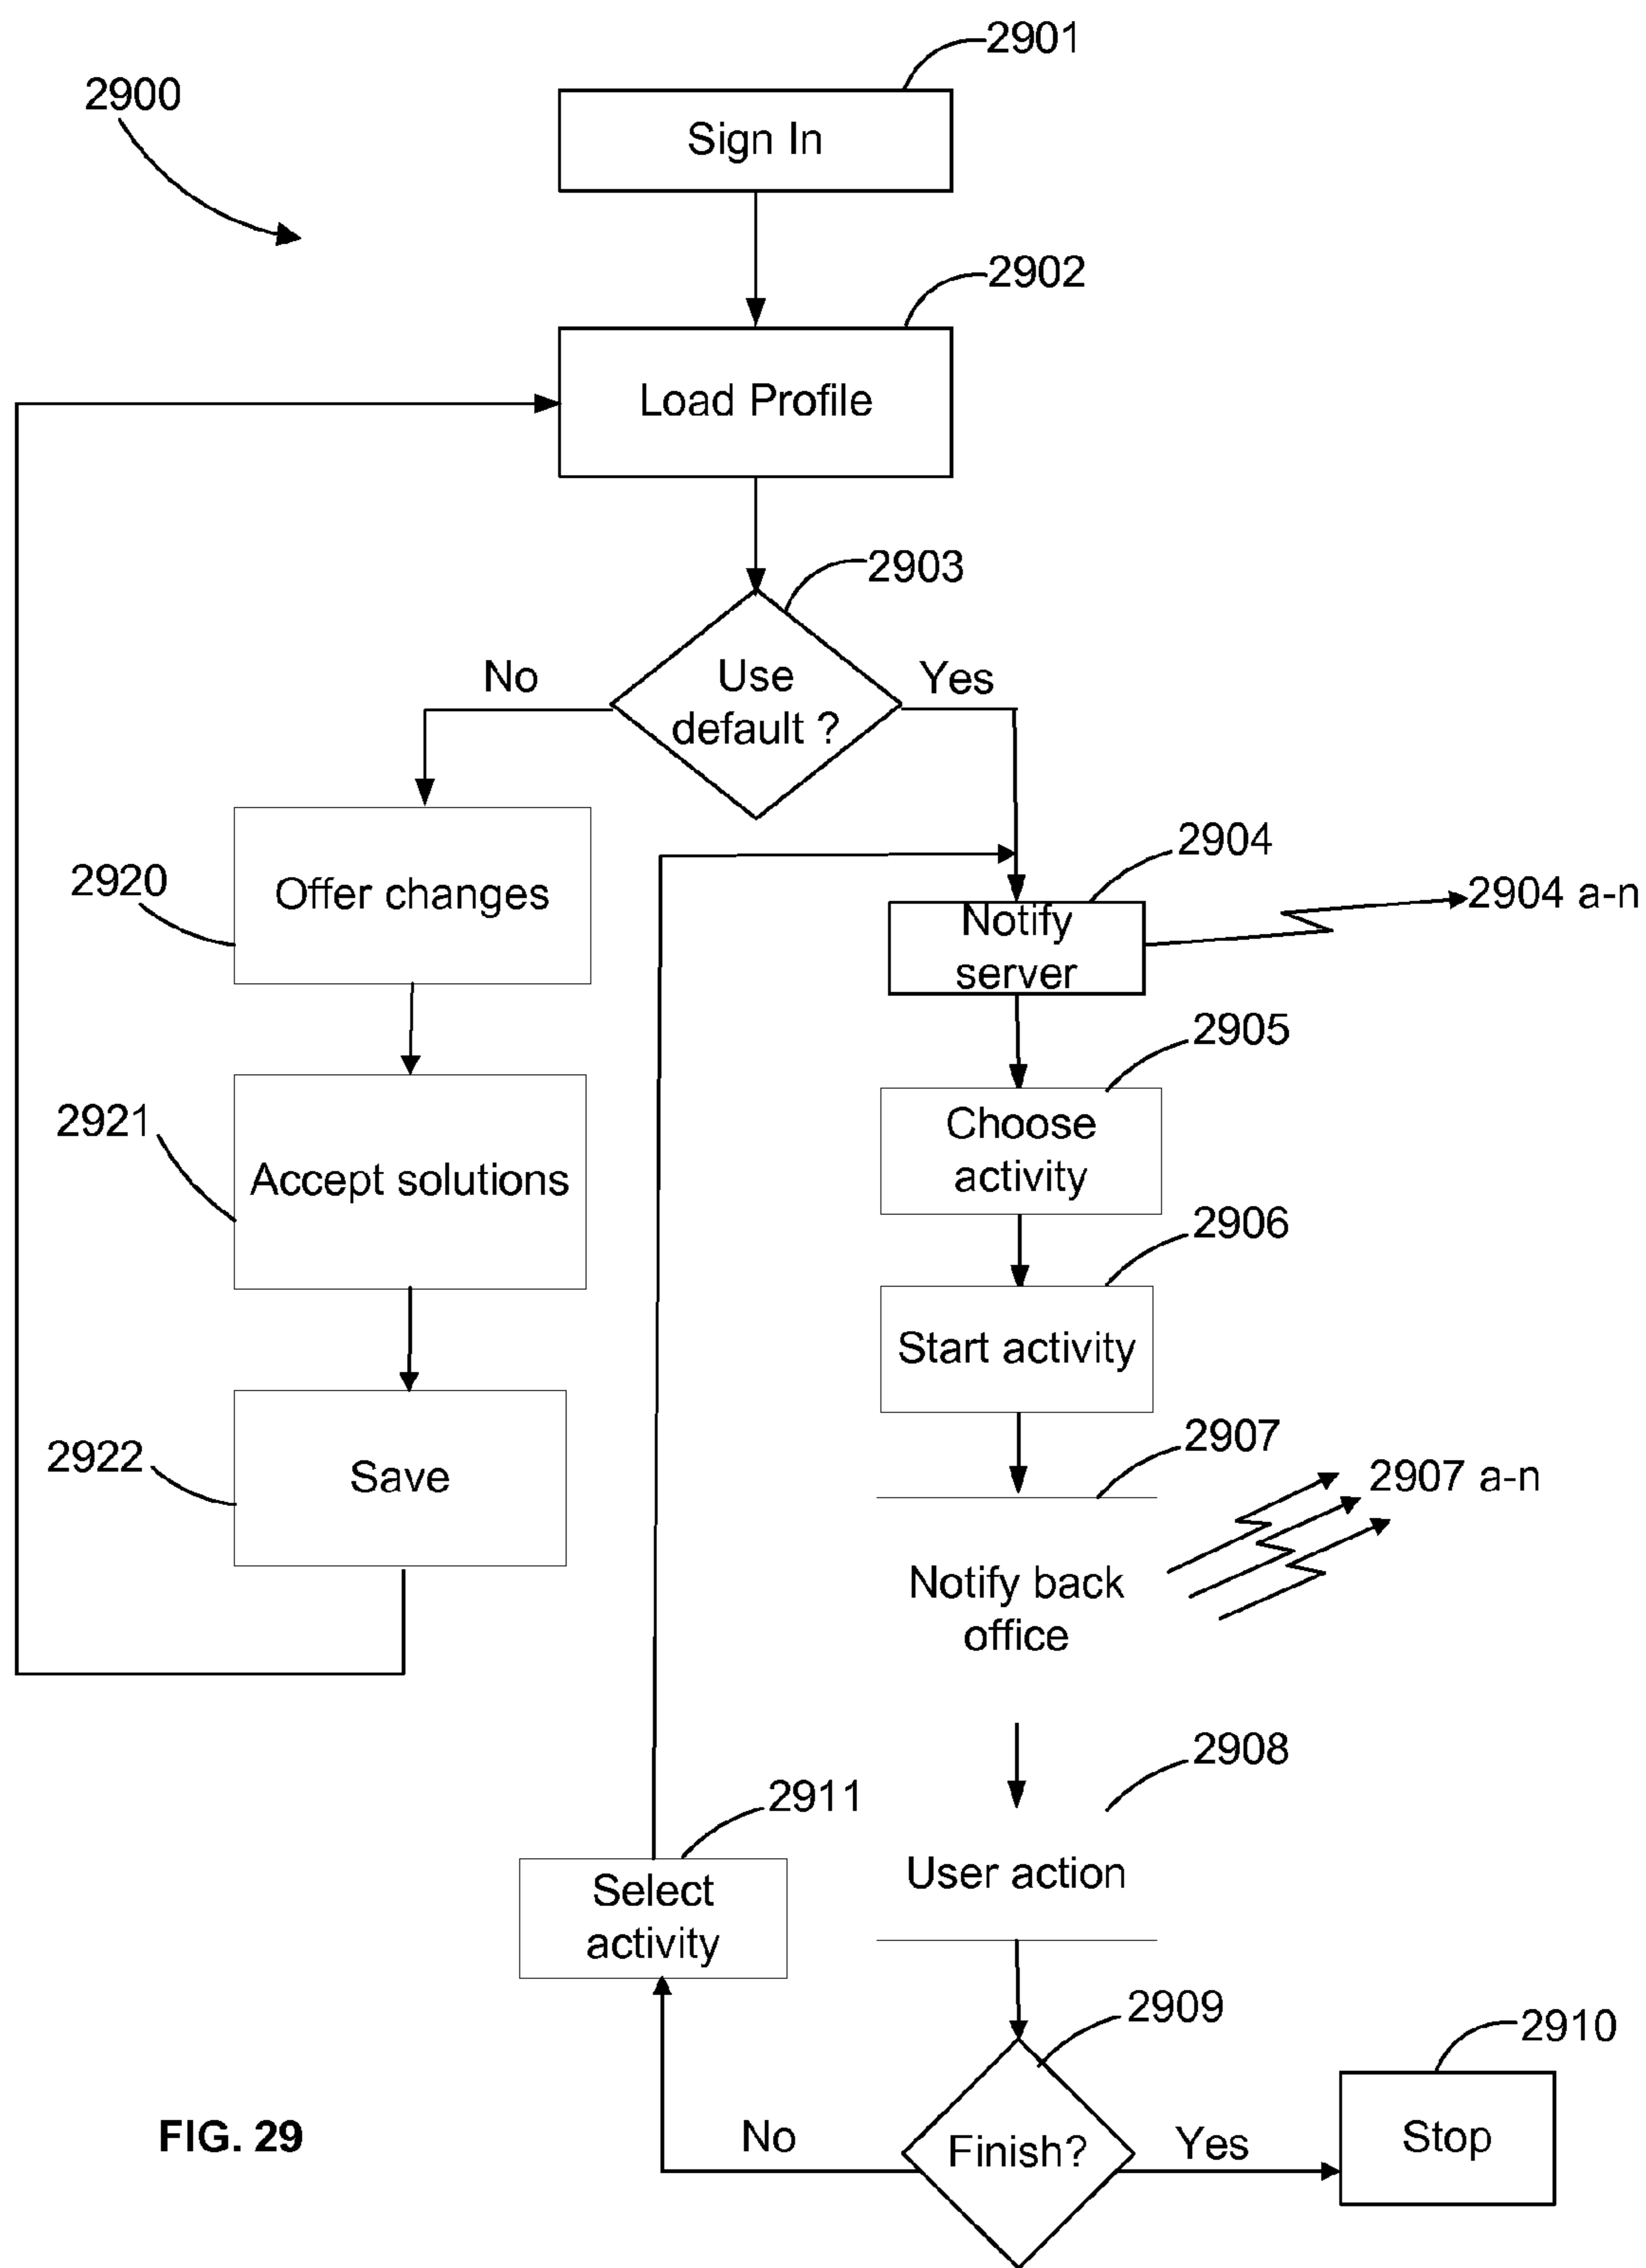 2901
2900
Sign In
2902
Load Profile
2903
No
Use
default ?
Yes
2904
2904 a-n
2920
Offer changes
Notify
server
2905
2921
Accept solutions
Choose
activity
2906
Start activity
2907
2907 a-n
2922
Save
Notify back
office
2908
2911
User action
Select
activity
2909
2910
FIG. 29
No
Finish?
Yes
Stop